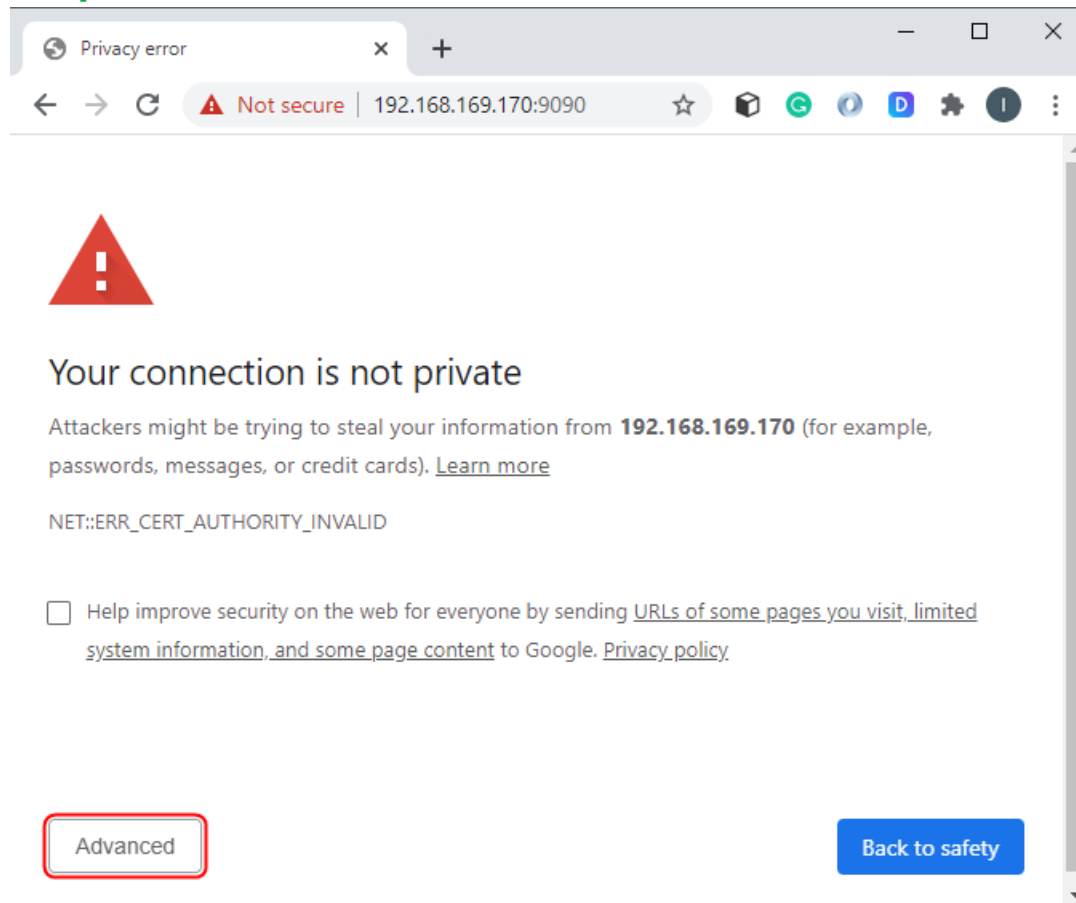 Privacy error
Not secure | 192.168.169.170:9090
Your connection is not private
Attackers might be trying to steal your information from 192.168.169.170 (for example,
passwords, messages, or credit cards). Learn more
NET::ERR_CERT_AUTHORITY_INVALID
Help improve security on the web for everyone by sending URLs of some pages you visit, limited
system information, and some page content to Google. Privacy policy
Advanced
Back to safety